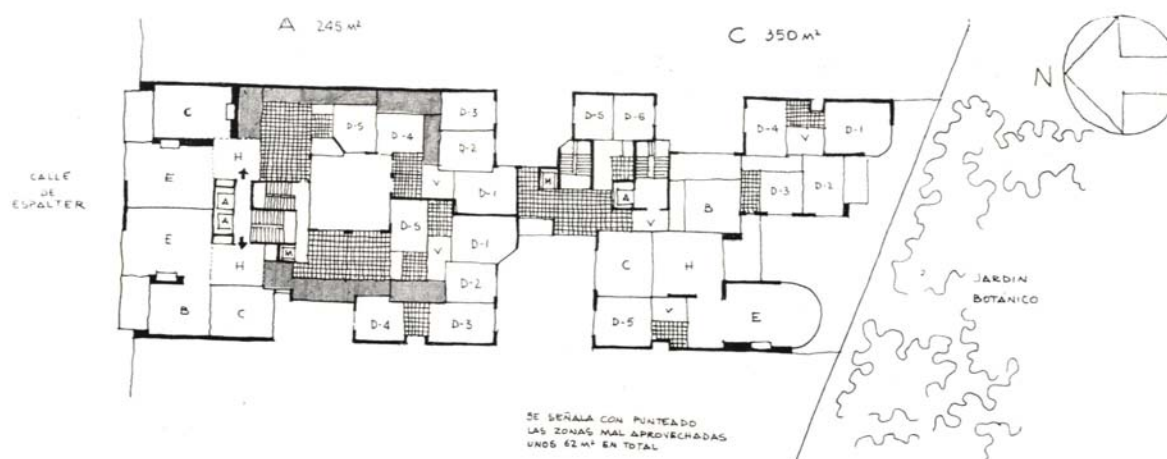 A 245 m²
C 350 m²
N
CALLE
DE
ESPALTER
C
H
E
A
A
E
H
M
B
C
D-5
D-4
D-3
D-2
V
D-1
D-5
V
D-1
D-2
D-4
D-3
D-5
D-6
M
A
V
B
D-4
V
D-1
D-3
D-2
C
H
D-5
V
E
JARDIN
BOTÁNICO
SE SEÑALA CON PUNTEADO
LAS ZONAS MAL APROVECHADAS
UNOS 62 M² EN TOTAL